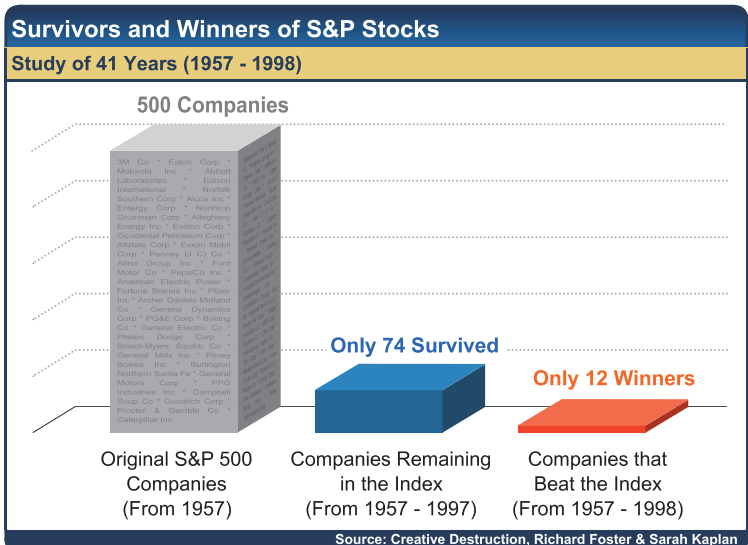 Survivors and Winners of S&P Stocks
Study of 41 Years (1957 - 1998)
500 Companies
3M Co * Eaton Corp *
Motorola Inc * Abbott
Laboratories * Edison
International * Norfolk
Southern Corp * Alcoa Inc *
Entergy Corp * Northrop
Grumman Corp * Allegheny
Energy Inc * Exelon Corp *
Occidental Petroleum Corp *
Allstate Corp * Exxon Mobil
Corp * Penney (J C) Co *
Altria Group Inc * Ford
Motor Co * PepsiCo Inc *
American Electric Power *
Fortune Brands Inc * Pfizer
Inc * Archer Daniels Midland
Co * General Dynamics
Corp * PG&E Corp * Boeing
Co * General Electric Co *
Phelps Dodge Corp *
Bristol-Myers Squibb Co *
General Mills Inc * Pitney
Bowes Inc * Burlington
Northern Santa Fe * General
Motors Corp * PPG
Industries Inc * Campbell
Soup Co * Goodrich Corp *
Procter & Gamble Co *
Caterpillar Inc
Only 74 Survived
Only 12 Winners
Original S&P 500
Companies
(From 1957)
Companies Remaining
in the Index
(From 1957 - 1997)
Companies that
Beat the Index
(From 1957 - 1998)
Source: Creative Destruction, Richard Foster & Sarah Kaplan